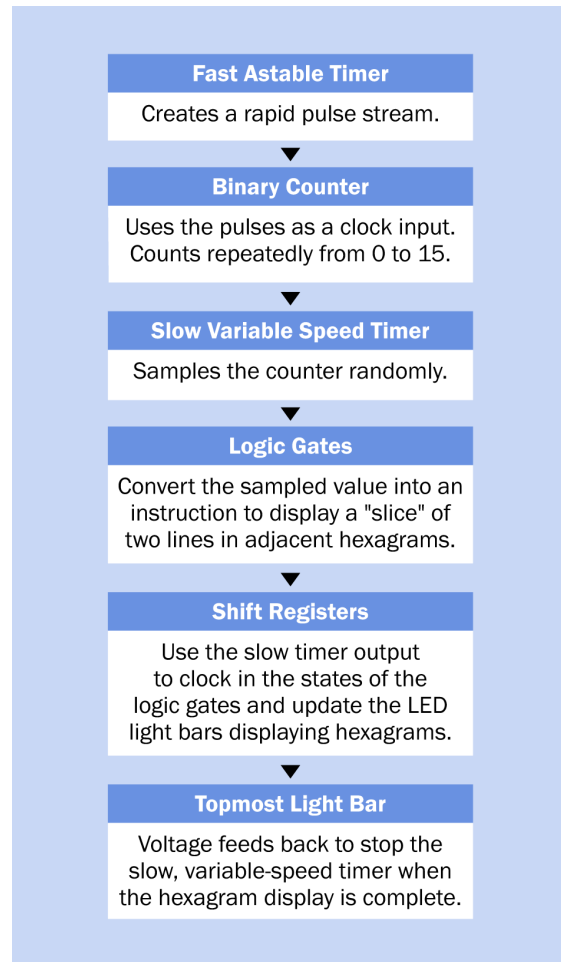 Fast Astable Timer
Creates a rapid pulse stream.
Binary Counter
Uses the pulses as a clock input.
Counts repeatedly from 0 to 15.
Slow Variable Speed Timer
Samples the counter randomly.
Logic Gates
Convert the sampled value into an
instruction to display a "slice" of
two lines in adjacent hexagrams.
Shift Registers
Use the slow timer output
to clock in the states of the
logic gates and update the LED
light bars displaying hexagrams.
Topmost Light Bar
Voltage feeds back to stop the
slow, variable-speed timer when
the hexagram display is complete.